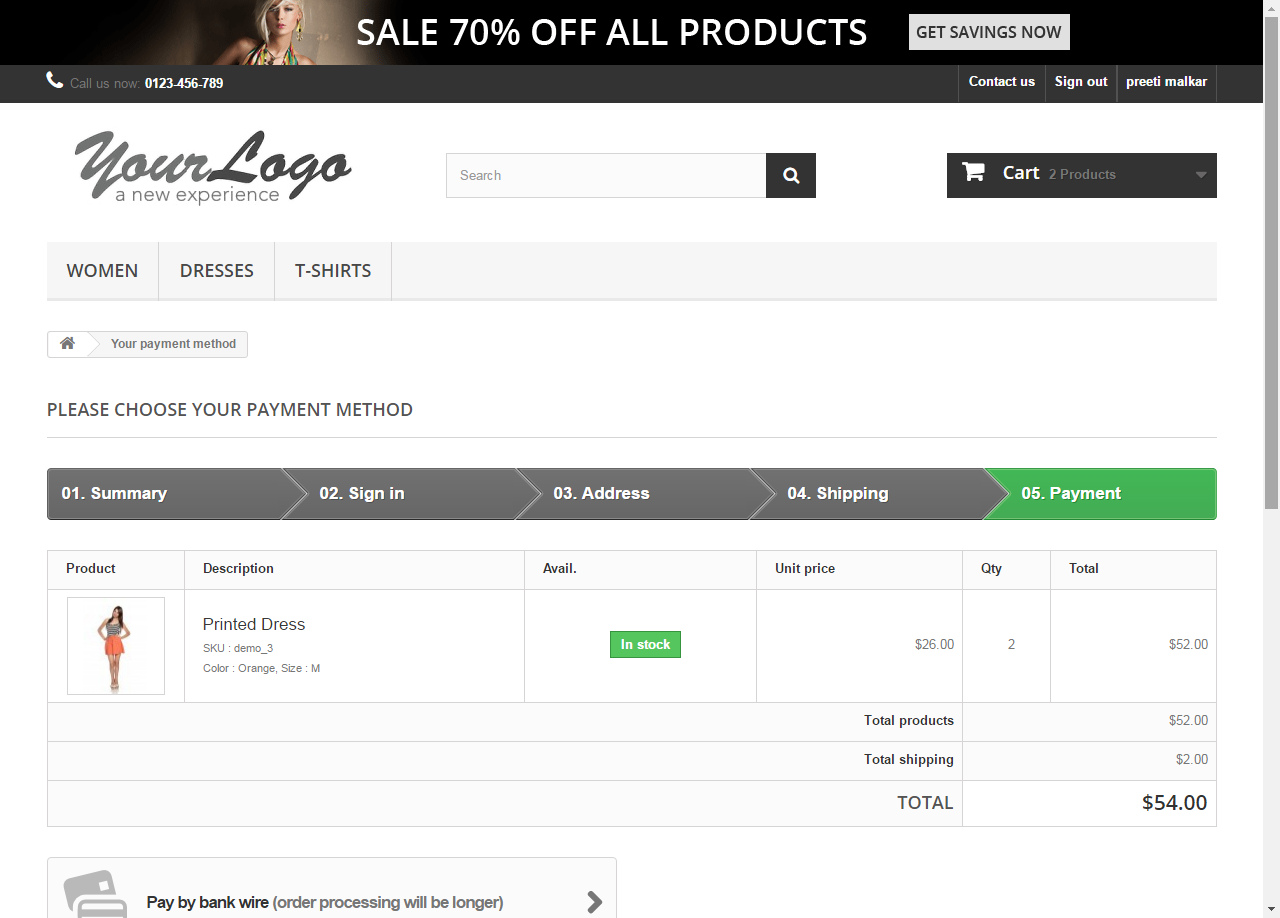 SALE 70% OFF ALL PRODUCTS GET SAVINGS NOW
Call us now: 0123-456-789 Contact us Sign out preeti malkar
YourLogo
a new experience
Search
Cart 2 Products
WOMEN DRESSES T-SHIRTS
Your payment method
PLEASE CHOOSE YOUR PAYMENT METHOD
01. Summary 02. Sign in 03. Address 04. Shipping 05. Payment
Product Description Avail. Unit price Qty Total
Printed Dress
SKU : demo_3
Color : Orange, Size : M
In stock $26.00 2 $52.00
Total products $52.00
Total shipping $2.00
TOTAL $54.00
Pay by bank wire (order processing will be longer)